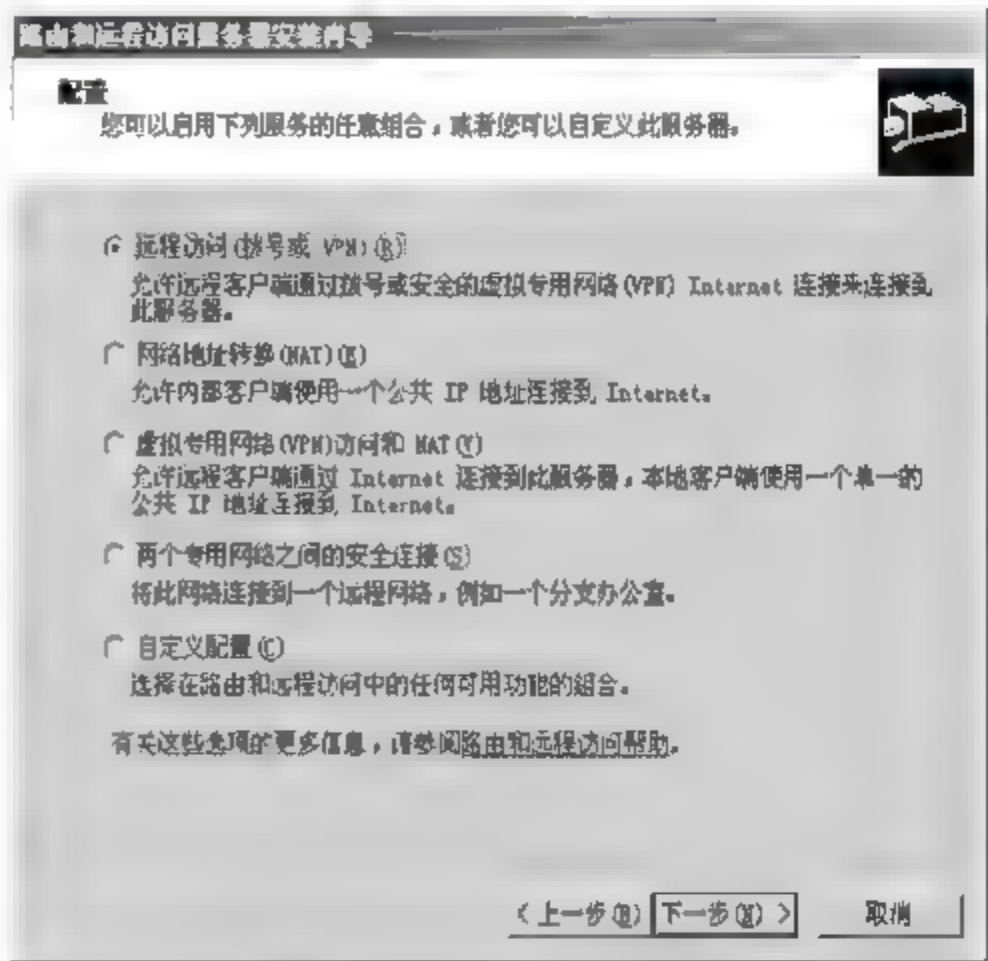 路由和远程访问服务器安装向导
配置
您可以启用下列服务的任意组合，或者您可以自定义此服务器。
远程访问(拨号或 VPN)(R)
允许远程客户端通过拨号或安全的虚拟专用网络(VPN) Internet 连接来连接到
此服务器。
网络地址转换(NAT)(E)
允许内部客户端使用一个公共 IP 地址连接到 Internet。
虚拟专用网络(VPN)访问和 NAT(V)
允许远程客户端通过 Internet 连接到此服务器，本地客户端使用一个单一的
公共 IP 地址连接到 Internet。
两个专用网络之间的安全连接(S)
将此网络连接到一个远程网络，例如一个分支办公室。
自定义配置(C)
选择在路由和远程访问中的任何可用功能的组合。
有关这些选项的更多信息，请参阅路由和远程访问帮助。
< 上一步(B) 下一步(N) > 取消